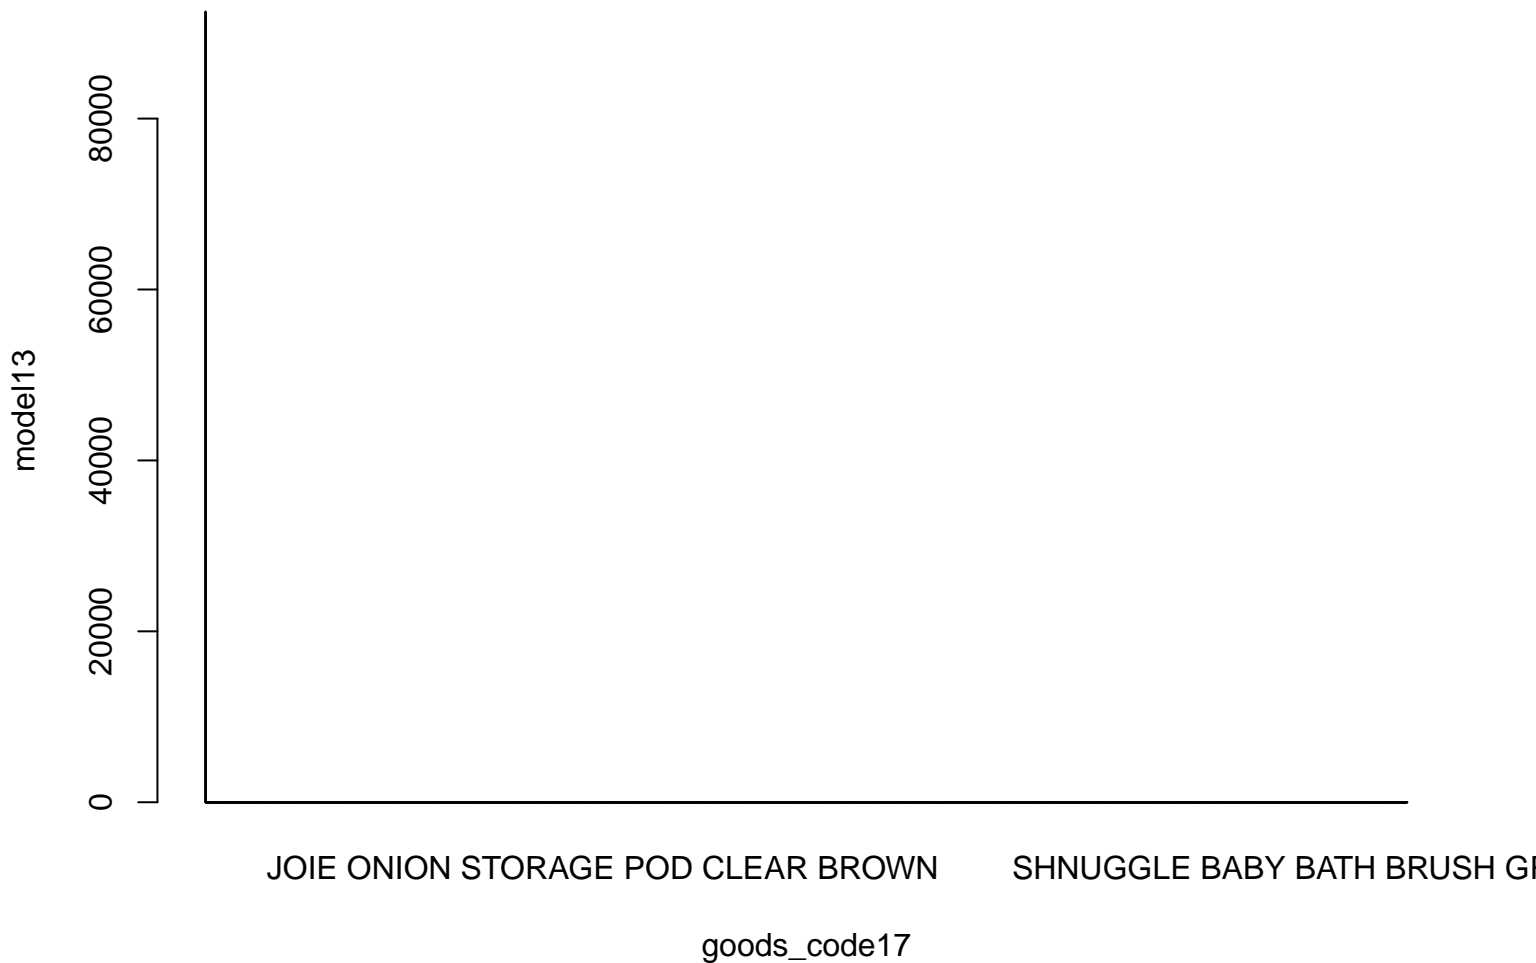 80000
60000
40000
20000
0
model13
JOIE ONION STORAGE POD CLEAR BROWN
SHNUGGLE BABY BATH BRUSH
goods_code17